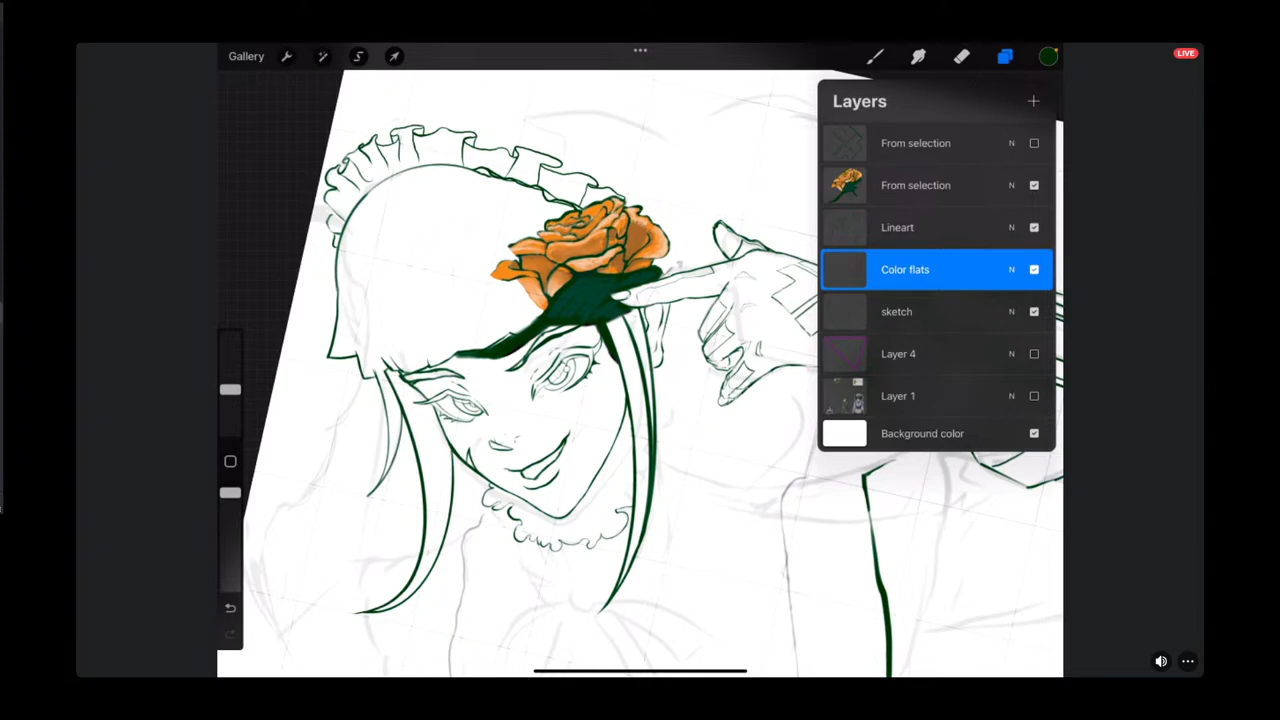 Gallery
LIVE
Layers
From selection N
From selection N
Lineart N
Color flats N
sketch N
Layer 4 N
Layer 1 N
Background color